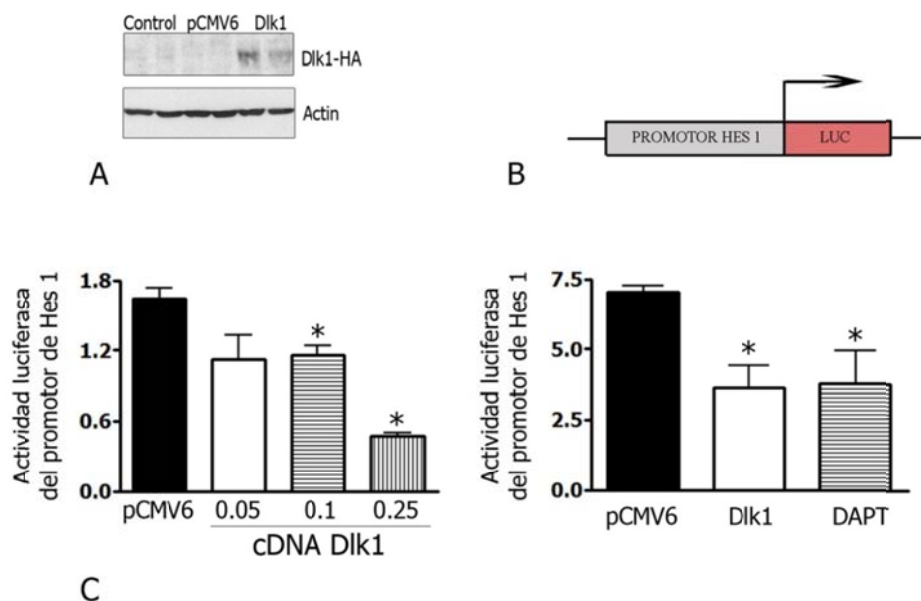 Control pCMV6 Dlk1
Dlk1-HA
Actin
A
PROMOTOR HES 1 LUC
B
Actividad luciferasa
del promotor de Hes 1
1.8
1.2
0.6
0.0
*
*
pCMV6 0.05 0.1 0.25
cDNA Dlk1
C
Actividad luciferasa
del promotor de Hes 1
7.5
5.0
2.5
0.0
* *
pCMV6 Dlk1 DAPT